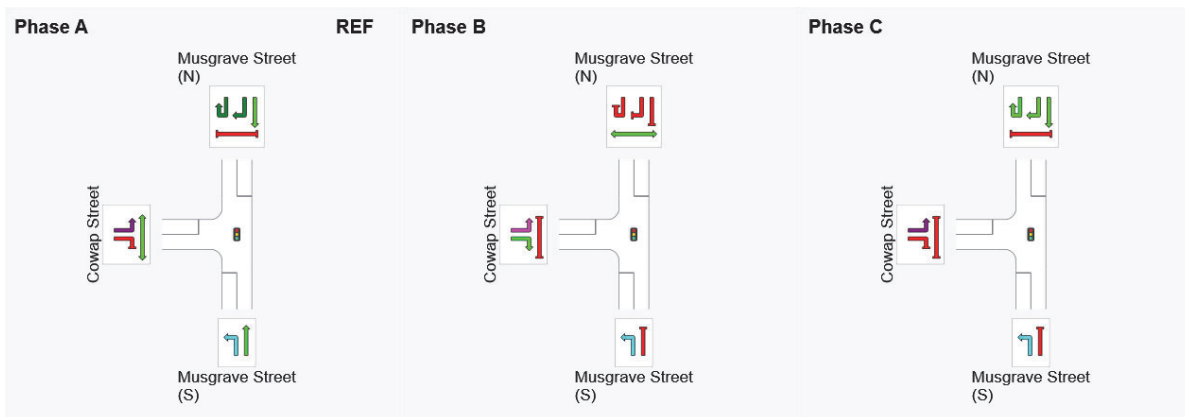 Phase A
REF
Musgrave Street
(N)
Cowap Street
Musgrave Street
(S)
Phase B
Musgrave Street
(N)
Cowap Street
Musgrave Street
(S)
Phase C
Musgrave Street
(N)
Cowap Street
Musgrave Street
(S)